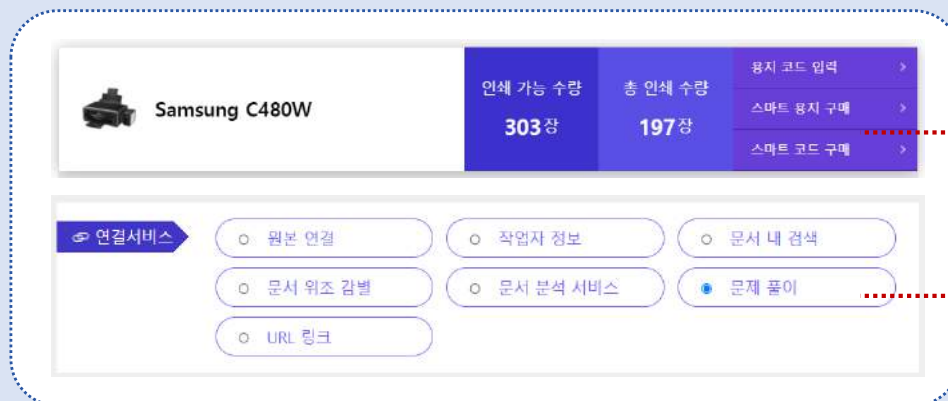 Samsung C480W
인쇄 가능 수량
303장
총 인쇄 수량
197장
용지 코드 입력
스마트 용지 구매
스마트 코드 구매
연결서비스
원본 연결
작업자 정보
문서 내 검색
문서 위조 감별
문서 분석 서비스
문제 풀이
URL 링크